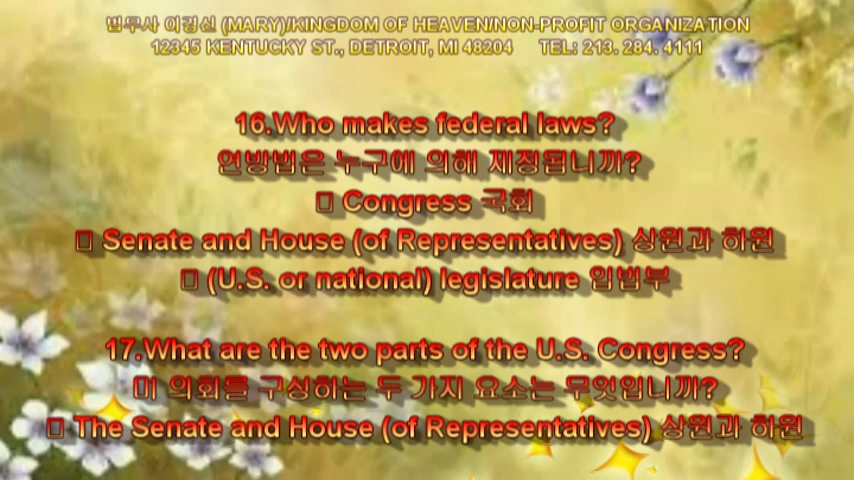 법무사 이경신 (MARY)/KINGDOM OF HEAVEN/NON-PROFIT ORGANIZATION
12345 KENTUCKY ST., DETROIT, MI 48204 TEL: 213. 284. 4111
16.Who makes federal laws?
연방법은 누구에 의해 제정됩니까?
▯ Congress 국회
▯ Senate and House (of Representatives) 상원과 하원
▯ (U.S. or national) legislature 입법부
17.What are the two parts of the U.S. Congress?
미 의회를 구성하는 두 가지 요소는 무엇입니까?
▯ The Senate and House (of Representatives) 상원과 하원